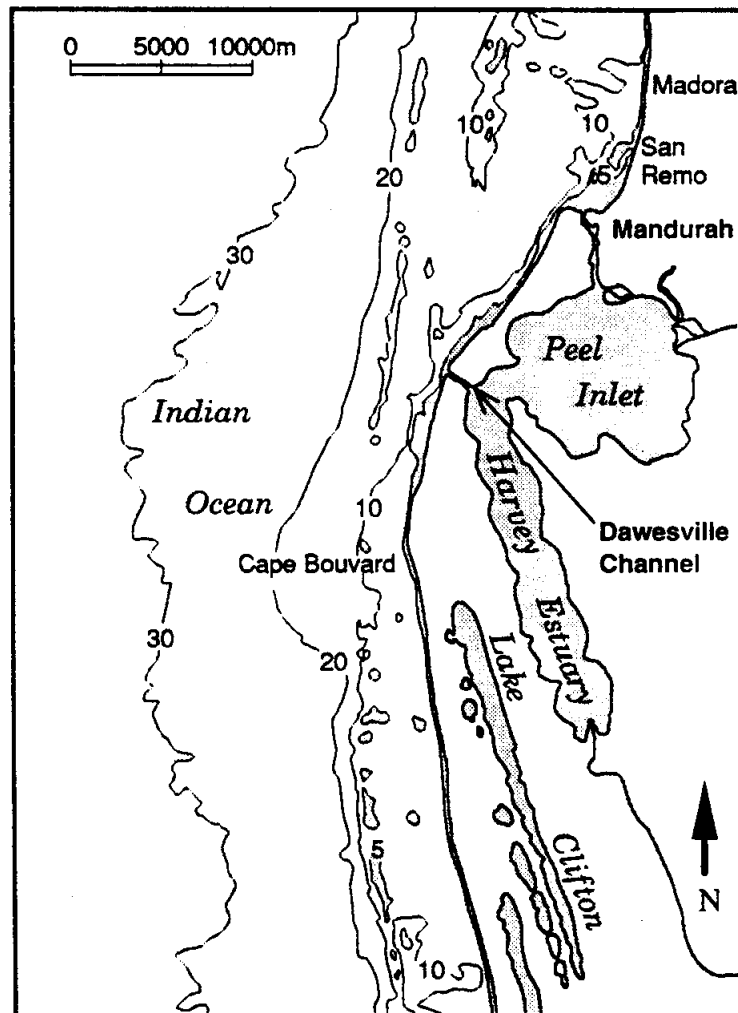 0 5000 10000m
Madora
10
10
San
Remo
5
20
Mandurah
30
Peel
Inlet
Indian
Ocean
10
Harvey
Estuary
Dawesville
Channel
Cape Bouvard
30
20
Lake
Clifton
5
N
10